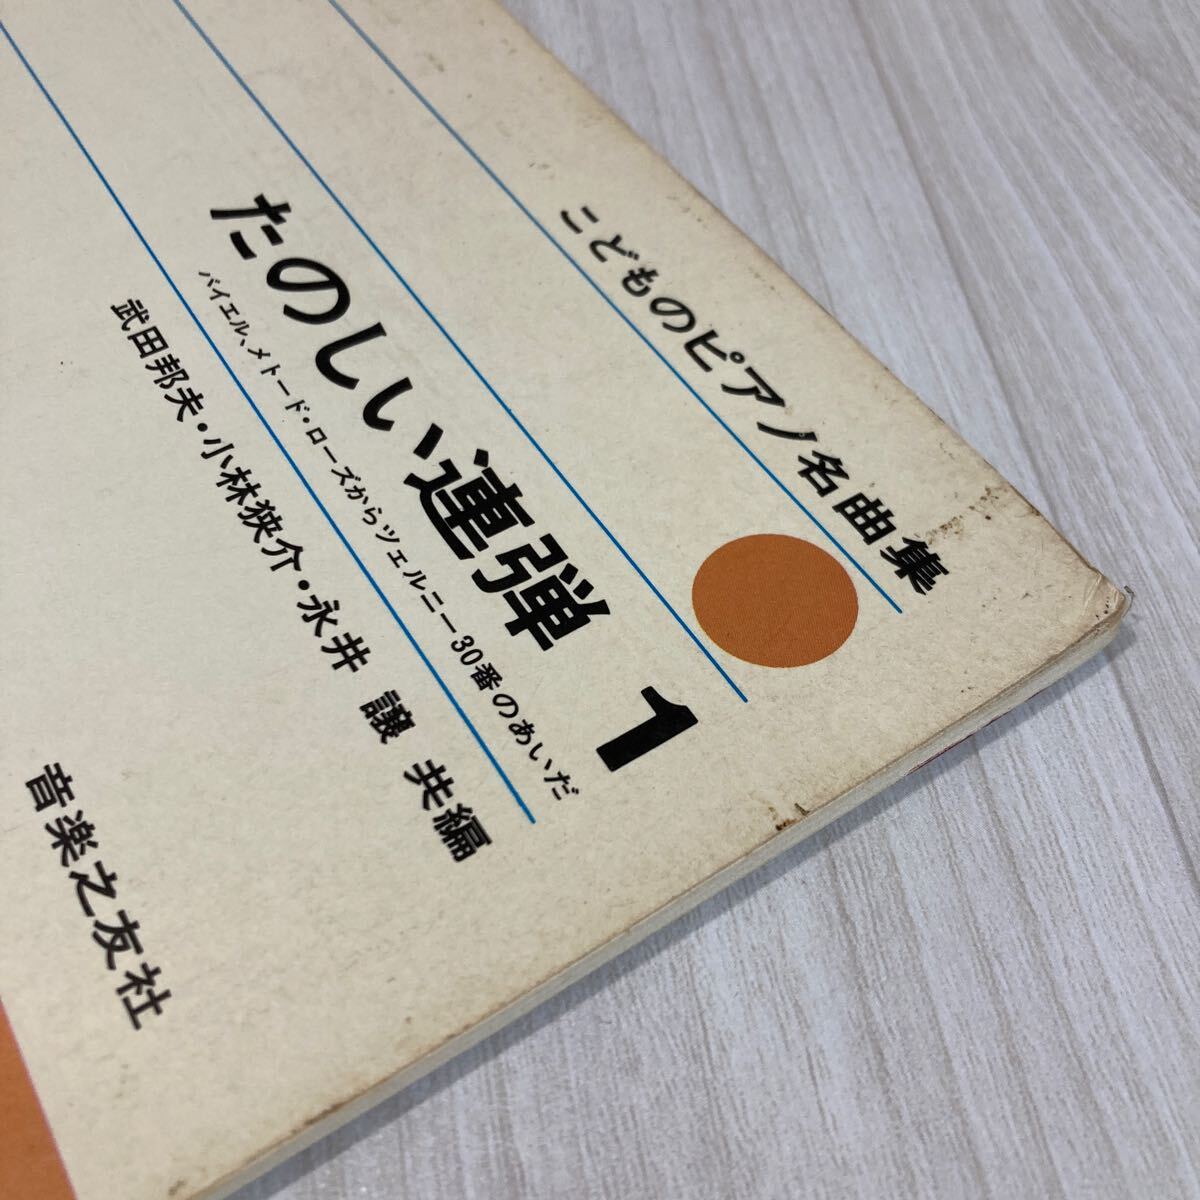 こどものピアノ名曲集
たのしい連弾 1
バイエル、メトード・ローズからツェルニー30番のあいだ
武田邦夫・小林狭介・永井 譲 共編
音楽之友社